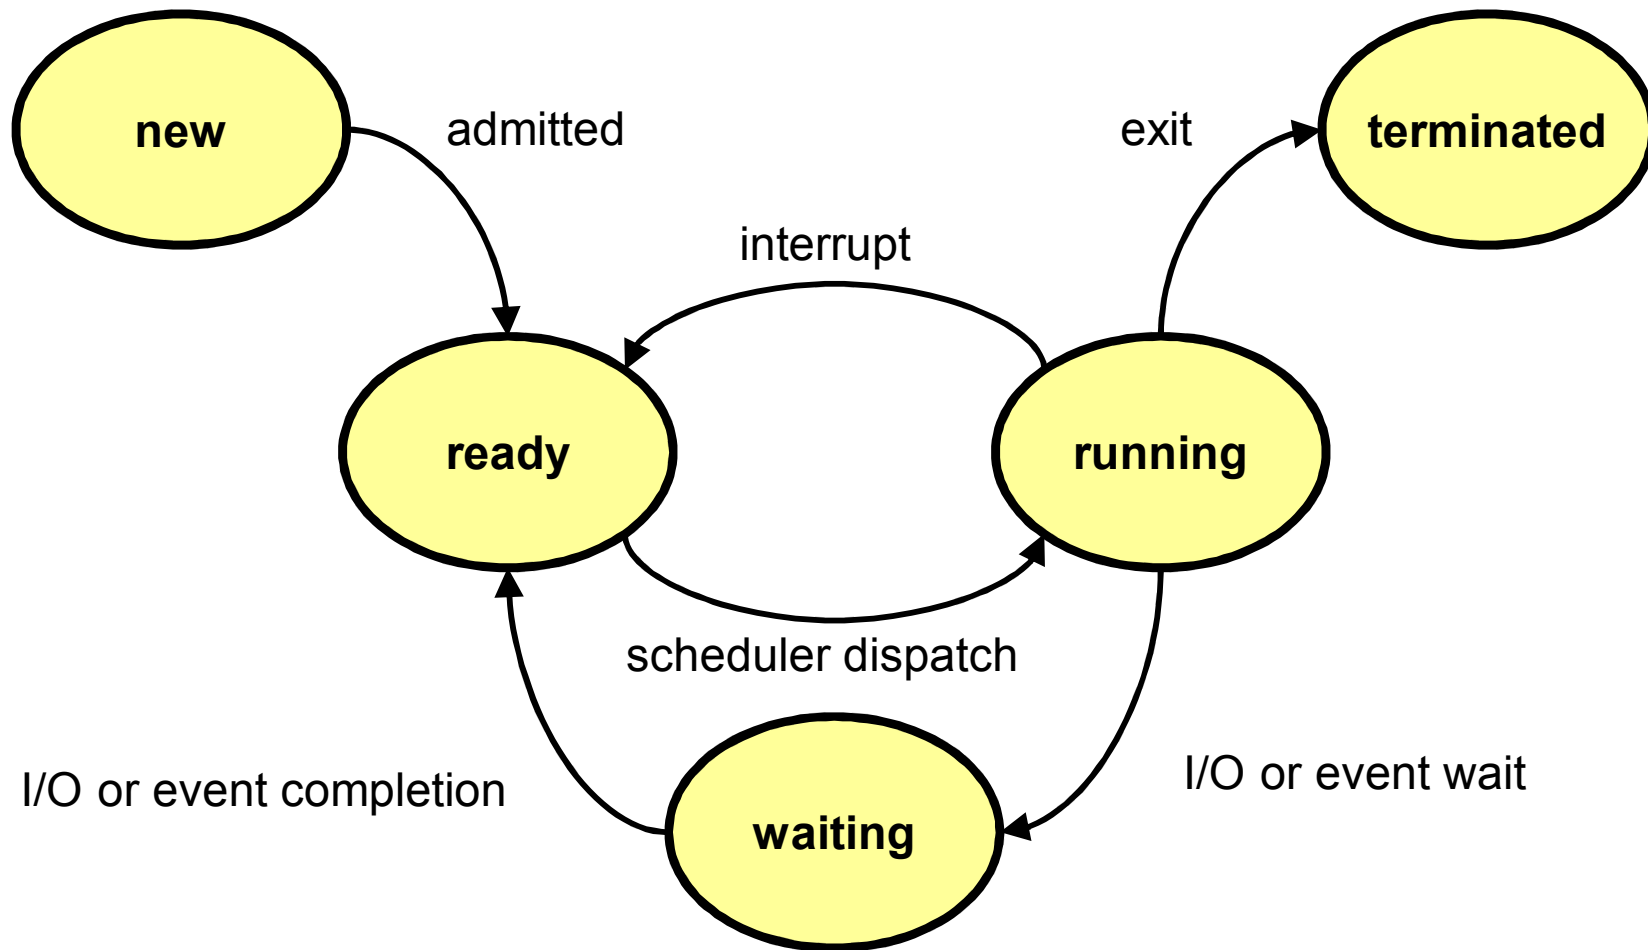 new
admitted
exit
terminated
interrupt
ready
running
scheduler dispatch
I/O or event completion
I/O or event wait
waiting